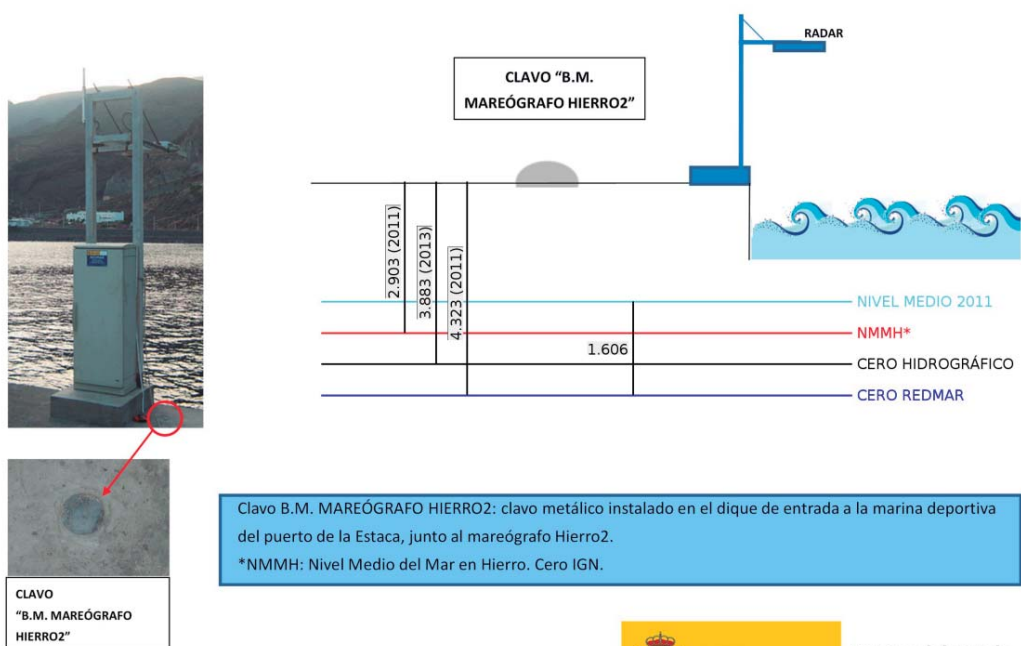 RADAR
CLAVO “B.M.
MAREÓGRAFO HIERRO2”
2.903 (2011)
3.883 (2013)
4.323 (2011)
1.606
NIVEL MEDIO 2011
NMMH*
CERO HIDROGRÁFICO
CERO REDMAR
Clavo B.M. MAREÓGRAFO HIERRO2: clavo metálico instalado en el dique de entrada a la marina deportiva
del puerto de la Estaca, junto al mareógrafo Hierro2.
*NMMH: Nivel Medio del Mar en Hierro. Cero IGN.
CLAVO
“B.M. MAREÓGRAFO
HIERRO2”